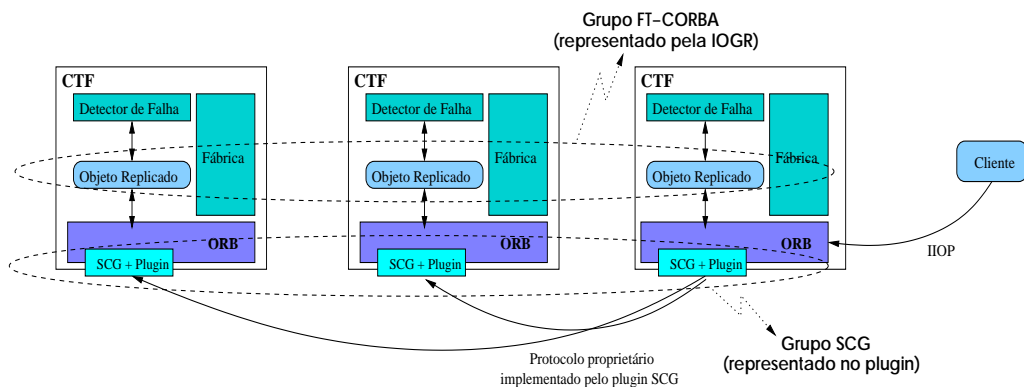 Grupo FT-CORBA
(representado pela IOGR)
CTF
Detector de Falha
Fábrica
Objeto Replicado
ORB
SCG + Plugin
CTF
Detector de Falha
Fábrica
Objeto Replicado
ORB
SCG + Plugin
CTF
Detector de Falha
Fábrica
Objeto Replicado
ORB
SCG + Plugin
Cliente
IIOP
Grupo SCG
(representado no plugin)
Protocolo proprietário
implementado pelo plugin SCG